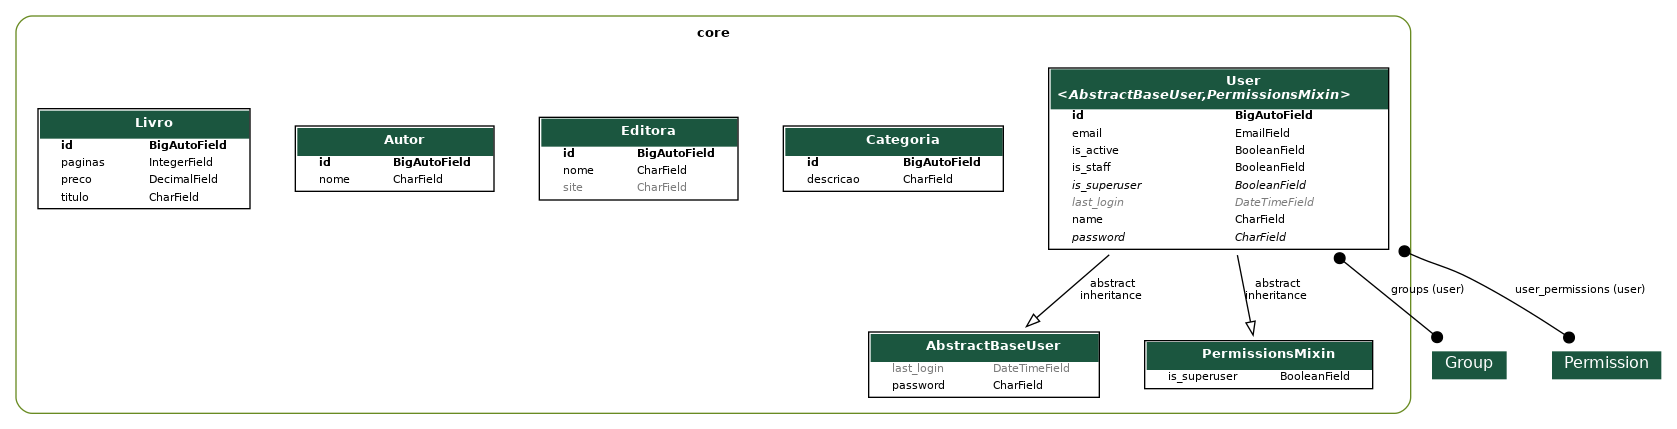 core
Livro
id BigAutoField
paginas IntegerField
preco DecimalField
titulo CharField
Autor
id BigAutoField
nome CharField
Editora
id BigAutoField
nome CharField
site CharField
Categoria
id BigAutoField
descricao CharField
User
<AbstractBaseUser,PermissionsMixin>
id BigAutoField
email EmailField
is_active BooleanField
is_staff BooleanField
is_superuser BooleanField
last_login DateTimeField
name CharField
password CharField
abstract
inheritance
abstract
inheritance
groups (user)
user_permissions (user)
AbstractBaseUser
last_login DateTimeField
password CharField
PermissionsMixin
is_superuser BooleanField
Group
Permission